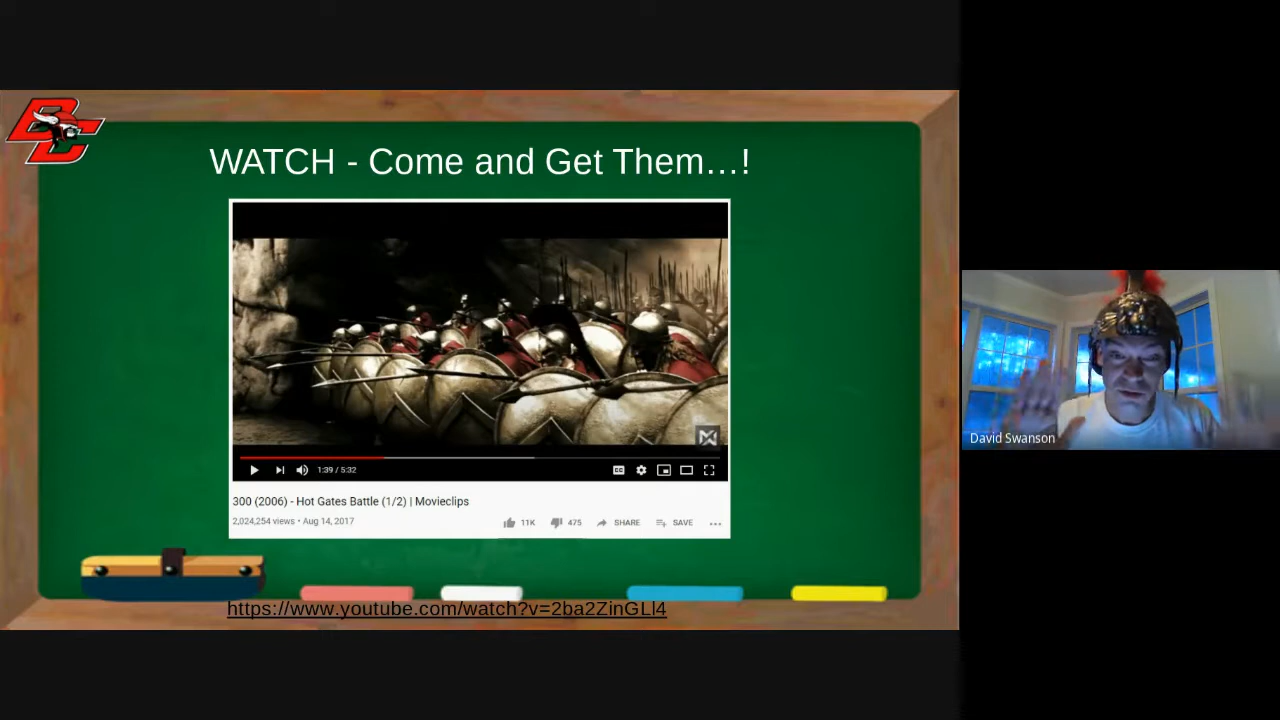 BC
WATCH - Come and Get Them...!
1:39 / 5:32
300 (2006) - Hot Gates Battle (1/2) | Movieclips
2,024,254 views • Aug 14, 2017
11K 475 SHARE SAVE ...
https://www.youtube.com/watch?v=2ba2ZinGLl4
David Swanson